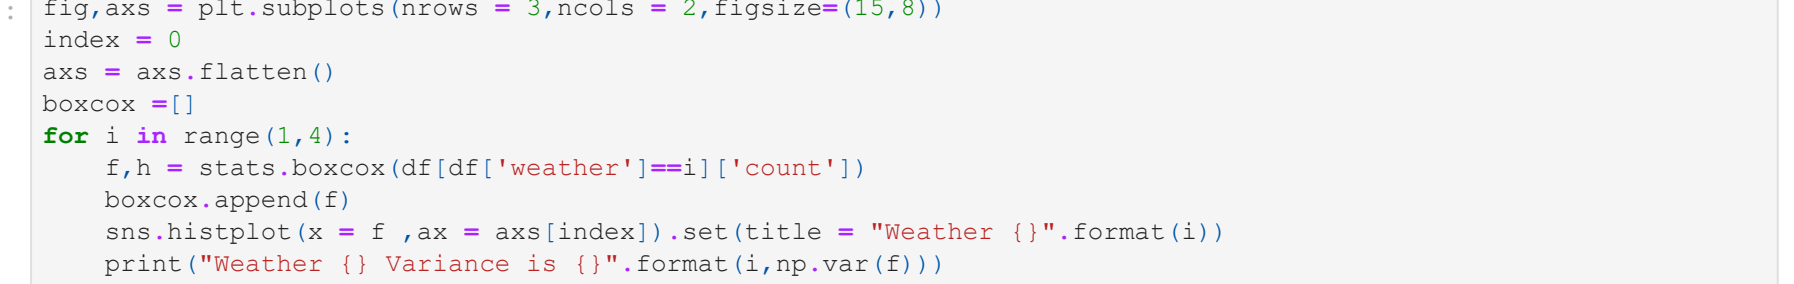 fig,axs = plt.subplots(nrows = 3,ncols = 2,figsize=(15,8))
index = 0
axs = axs.flatten()
boxcox =[]
for i in range(1,4):
    f,h = stats.boxcox(df[df['weather']==i]['count'])
    boxcox.append(f)
    sns.histplot(x = f ,ax = axs[index]).set(title = "Weather {}".format(i))
    print("Weather {} Variance is {}".format(i,np.var(f)))